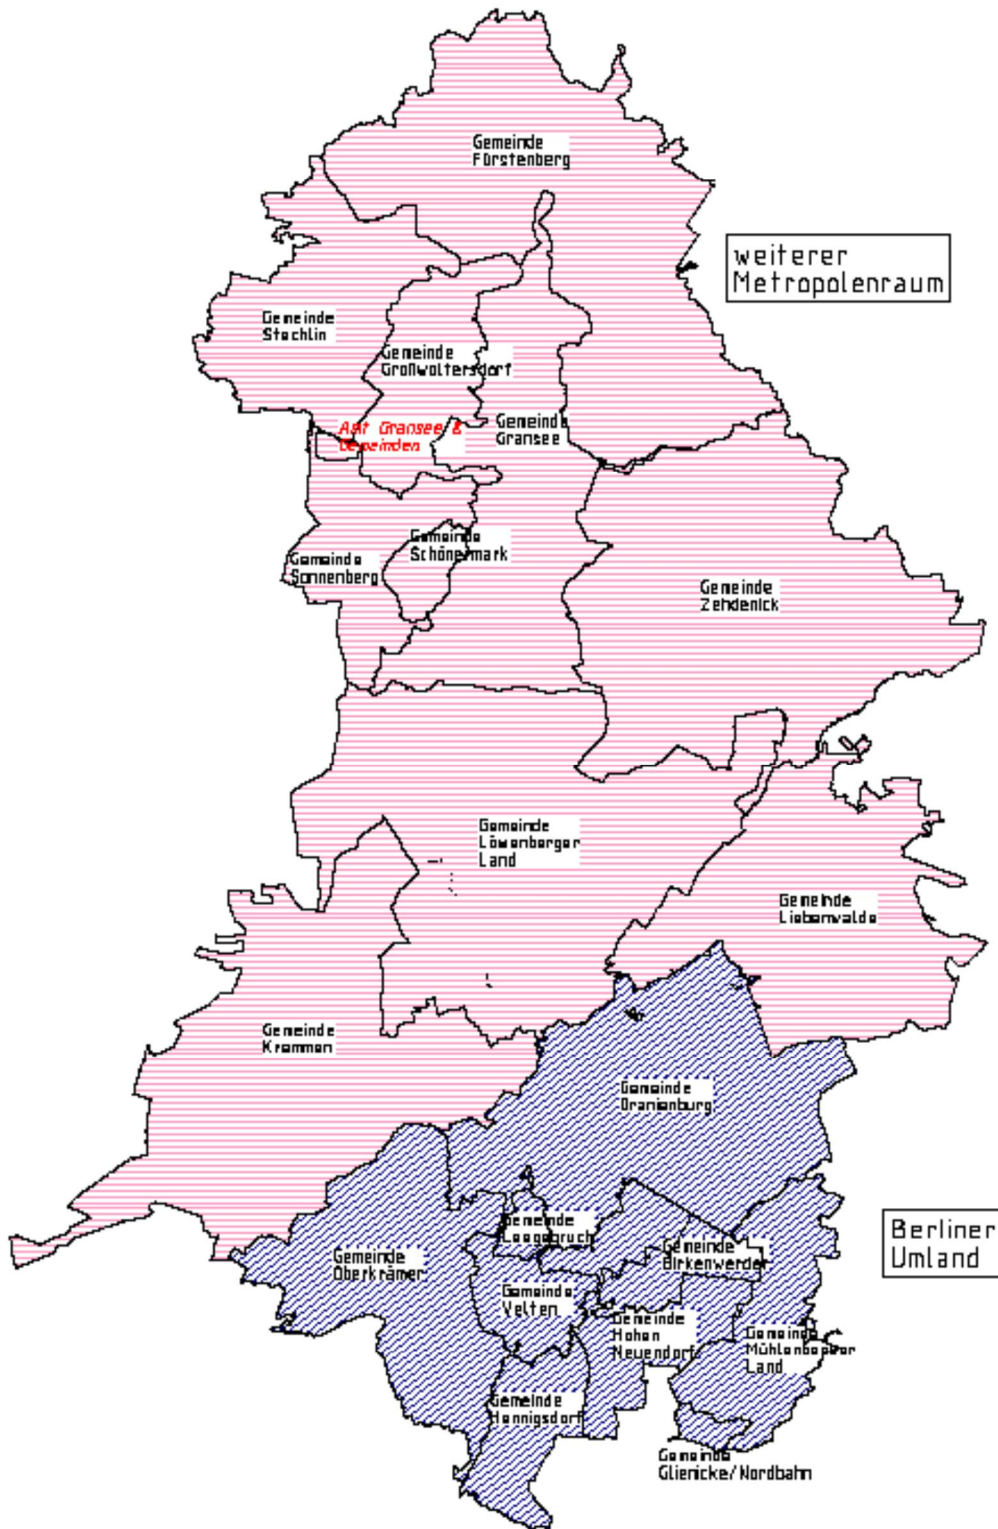 Gemeinde
Fürstenberg
weiterer
Metropolenraum
Gemeinde
Stechlin
Gemeinde
Großwoltersdorf
Amt Gransee &
Gemeinden
Gemeinde
Gransee
Gemeinde
Schönermark
Gemeinde
Sonnenberg
Gemeinde
Zehdenick
Gemeinde
Löwenberger
Land
Gemeinde
Liebenwalde
Gemeinde
Kremmen
Gemeinde
Oranienburg
Gemeinde
Leegebruch
Berliner
Umland
Gemeinde
Oberkrämer
Gemeinde
Birkenwerder
Gemeinde
Velten
Gemeinde
Hohen
Neuendorf
Gemeinde
Mühlenbecker
Land
Gemeinde
Hennigsdorf
Gemeinde
Glienicke/Nordbahn